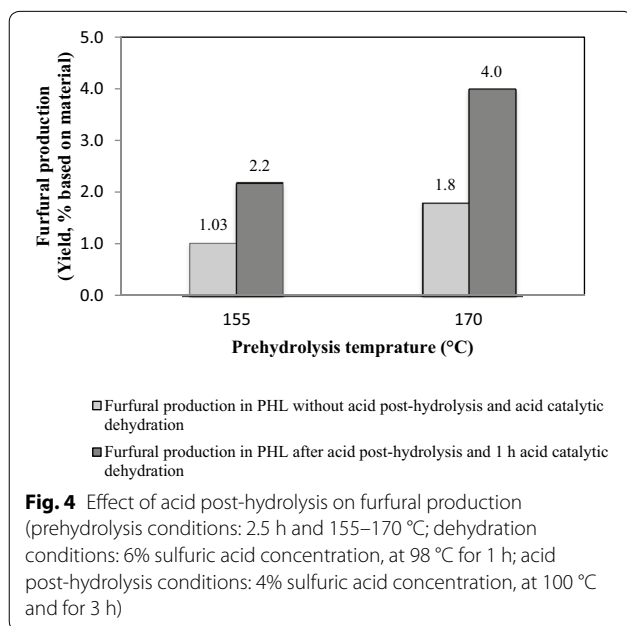 5.0
4.0
3.0
2.0
1.0
0.0
Furfural production
(Yield, % based on material)
1.03
2.2
1.8
4.0
155
170
Prehydrolysis temprature (°C)
Furfural production in PHL without acid post-hydrolysis and acid catalytic
dehydration
Furfural production in PHL after acid post-hydrolysis and 1 h acid catalytic
dehydration
Fig. 4 Effect of acid post-hydrolysis on furfural production
(prehydrolysis conditions: 2.5 h and 155–170 °C; dehydration
conditions: 6% sulfuric acid concentration, at 98 °C for 1 h; acid
post-hydrolysis conditions: 4% sulfuric acid concentration, at 100 °C
and for 3 h)